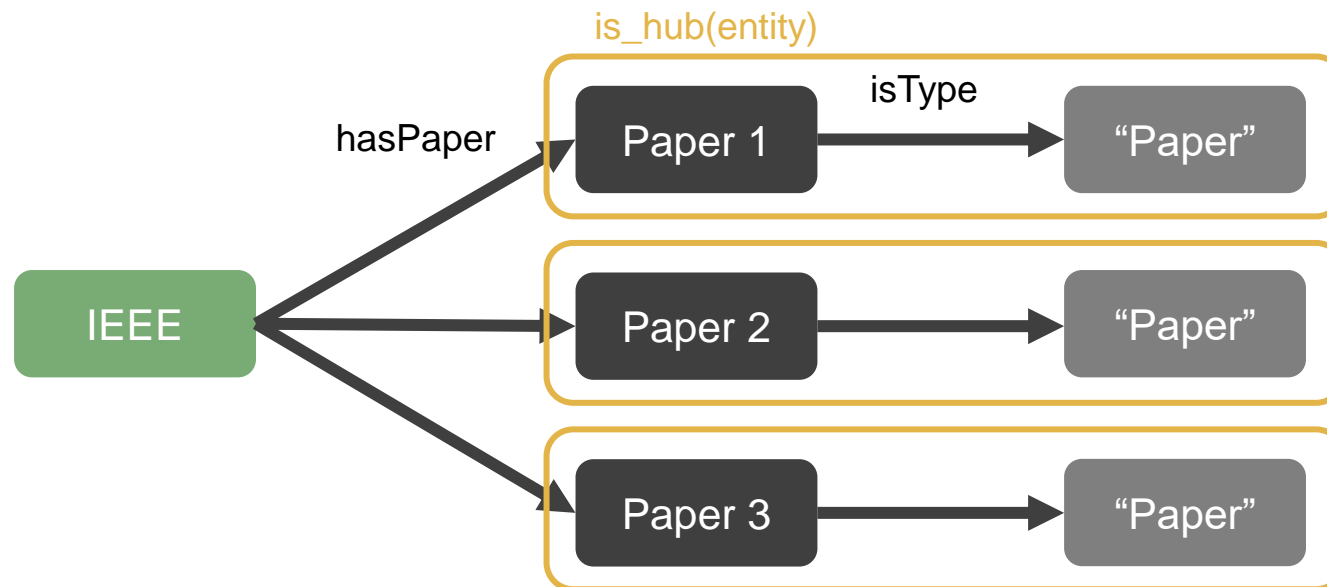 is_hub(entity)
isType
hasPaper
Paper 1
“Paper”
IEEE
Paper 2
“Paper”
Paper 3
“Paper”